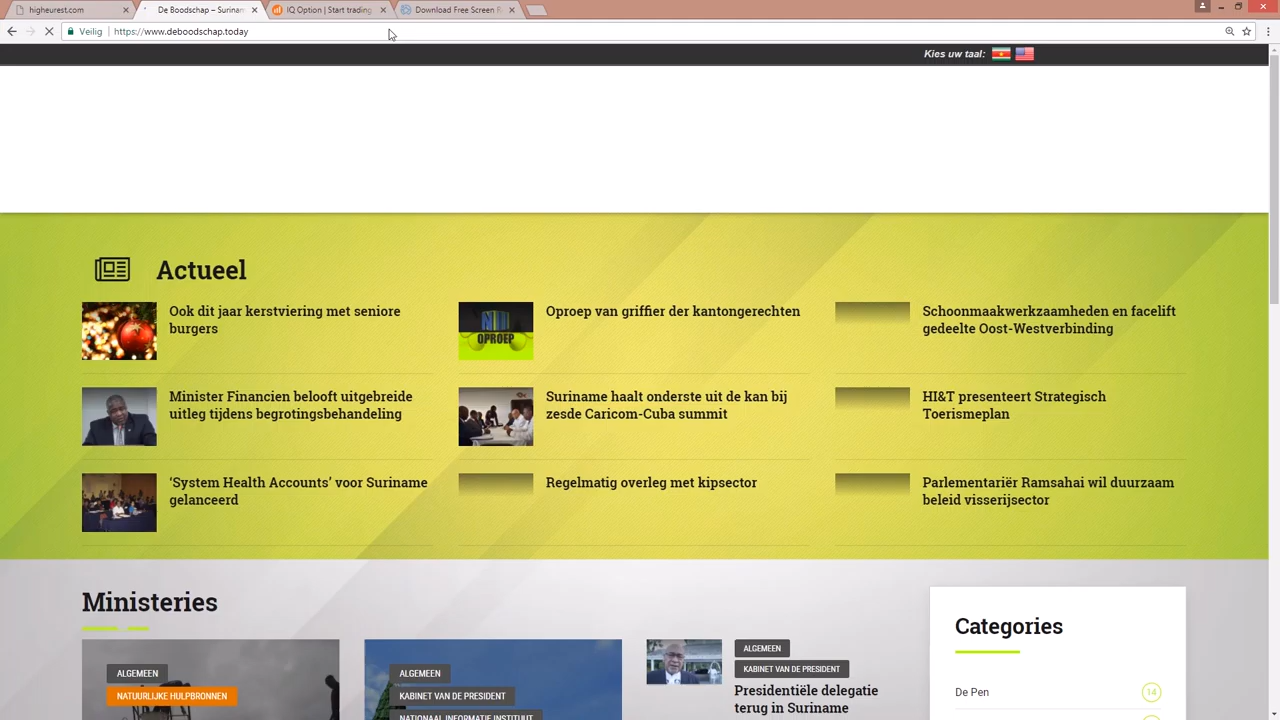 higheurest.com
De Boodschap – Surinam
IQ Option | Start trading
Download Free Screen R
Veilig
https://www.deboodschap.today
Kies uw taal:
Actueel
Ook dit jaar kerstviering met seniore
burgers
Oproep van griffier der kantongerechten
OPROEP
Schoonmaakwerkzaamheden en facelift
gedeelte Oost-Westverbinding
Minister Financien belooft uitgebreide
uitleg tijdens begrotingsbehandeling
Suriname haalt onderste uit de kan bij
zesde Caricom-Cuba summit
HI&T presenteert Strategisch
Toerismeplan
‘System Health Accounts’ voor Suriname
gelanceerd
Regelmatig overleg met kipsector
Parlementariër Ramsahai wil duurzaam
beleid visserijsector
Ministeries
ALGEMEEN
NATUURLIJKE HULPBRONNEN
ALGEMEEN
KABINET VAN DE PRESIDENT
NATIONAAL INFORMATIE INSTITUUT
ALGEMEEN
KABINET VAN DE PRESIDENT
Presidentiële delegatie
terug in Suriname
Categories
De Pen
14